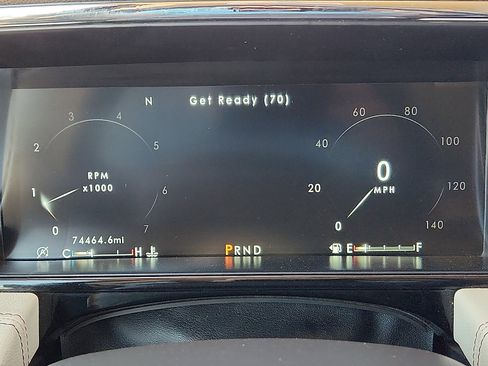 N Get Ready (70)
3 4
2 5
RPM
x1000
1 6
0 7
74464.6mi
C H
PRND
60 80
40 100
0
MPH
20 120
0 140
E F